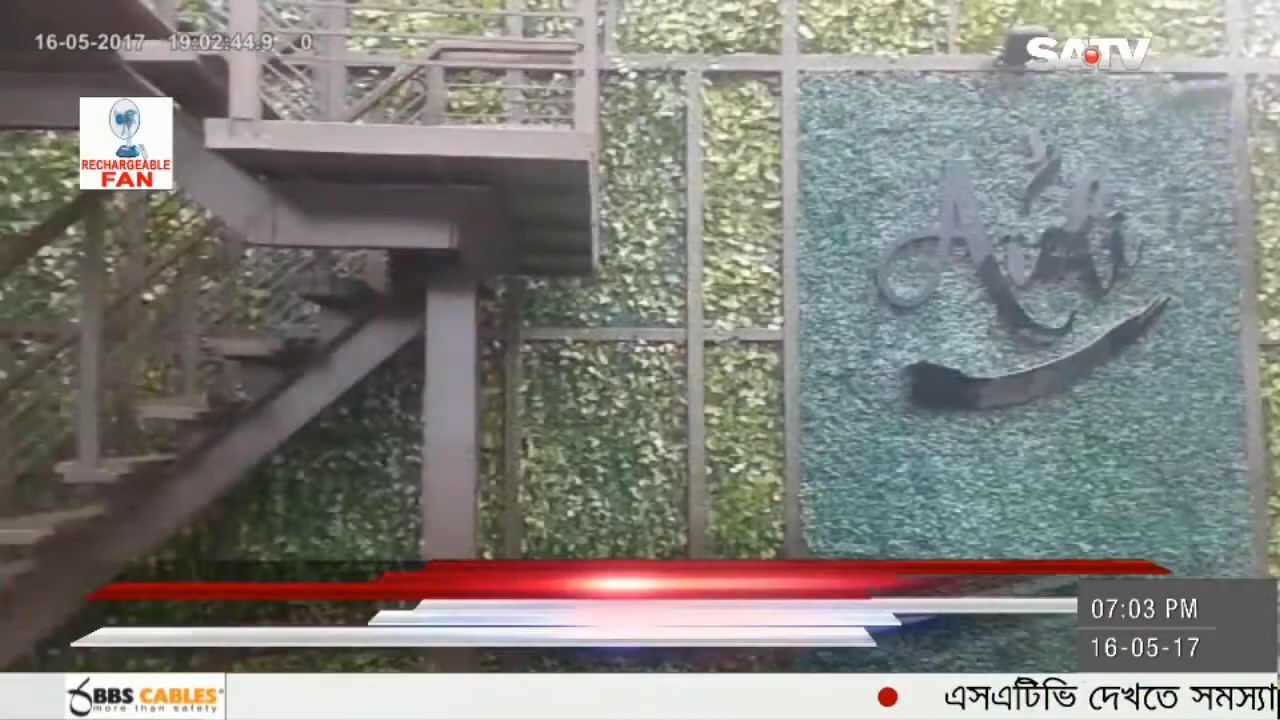 16-05-2017 19:02:44.9 0
SATV
RECHARGEABLE
FAN
07:03 PM
16-05-17
BBS CABLES
more than safety
এসএটিভি দেখতে সমস্যা